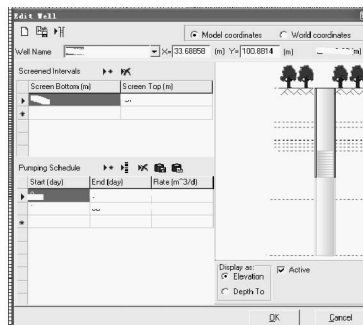 Edit Well
Model coordinates World coordinates
Well Name X= 33.68858 (m) Y= 100.8814 (m)
Screened Intervals
Screen Bottom (m) Screen Top (m)
Pumping Schedule
Start (day) End (day) Rate (m^3/d)
Display as:
Elevation
Depth To
Active
OK Cancel